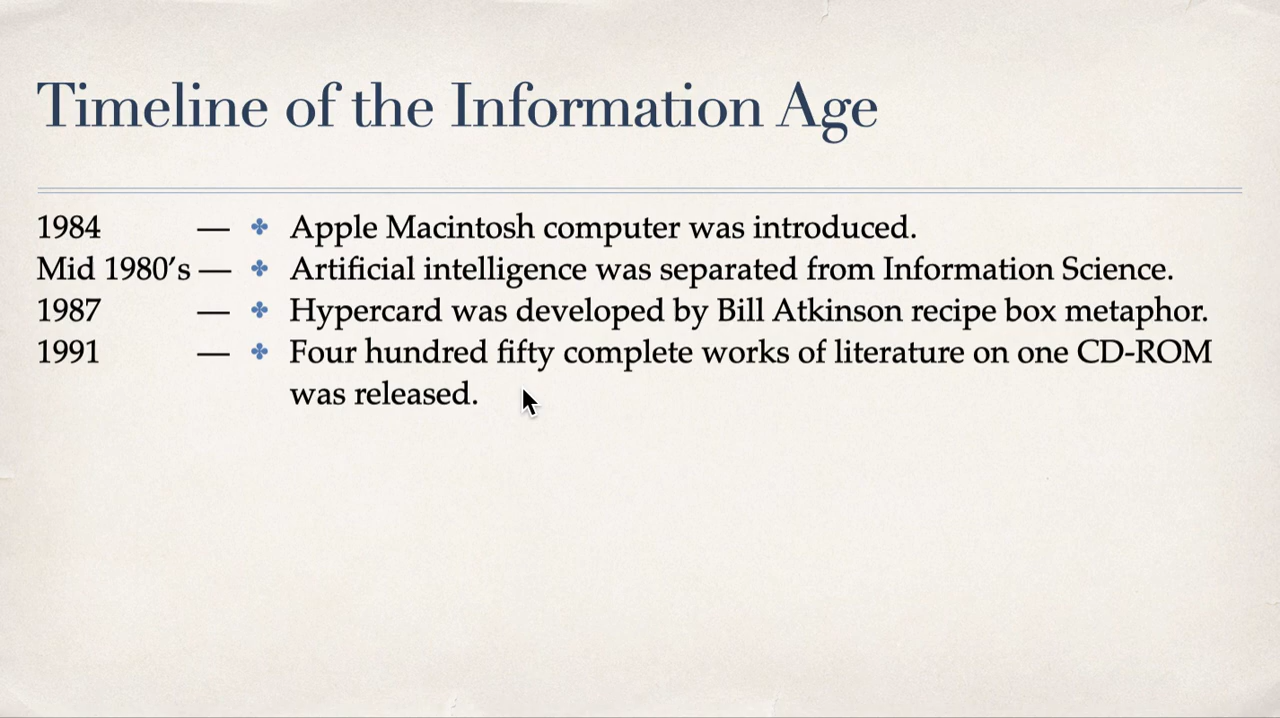 Timeline of the Information Age
1984 — ✤ Apple Macintosh computer was introduced.
Mid 1980’s — ✤ Artificial intelligence was separated from Information Science.
1987 — ✤ Hypercard was developed by Bill Atkinson recipe box metaphor.
1991 — ✤ Four hundred fifty complete works of literature on one CD-ROM
was released.